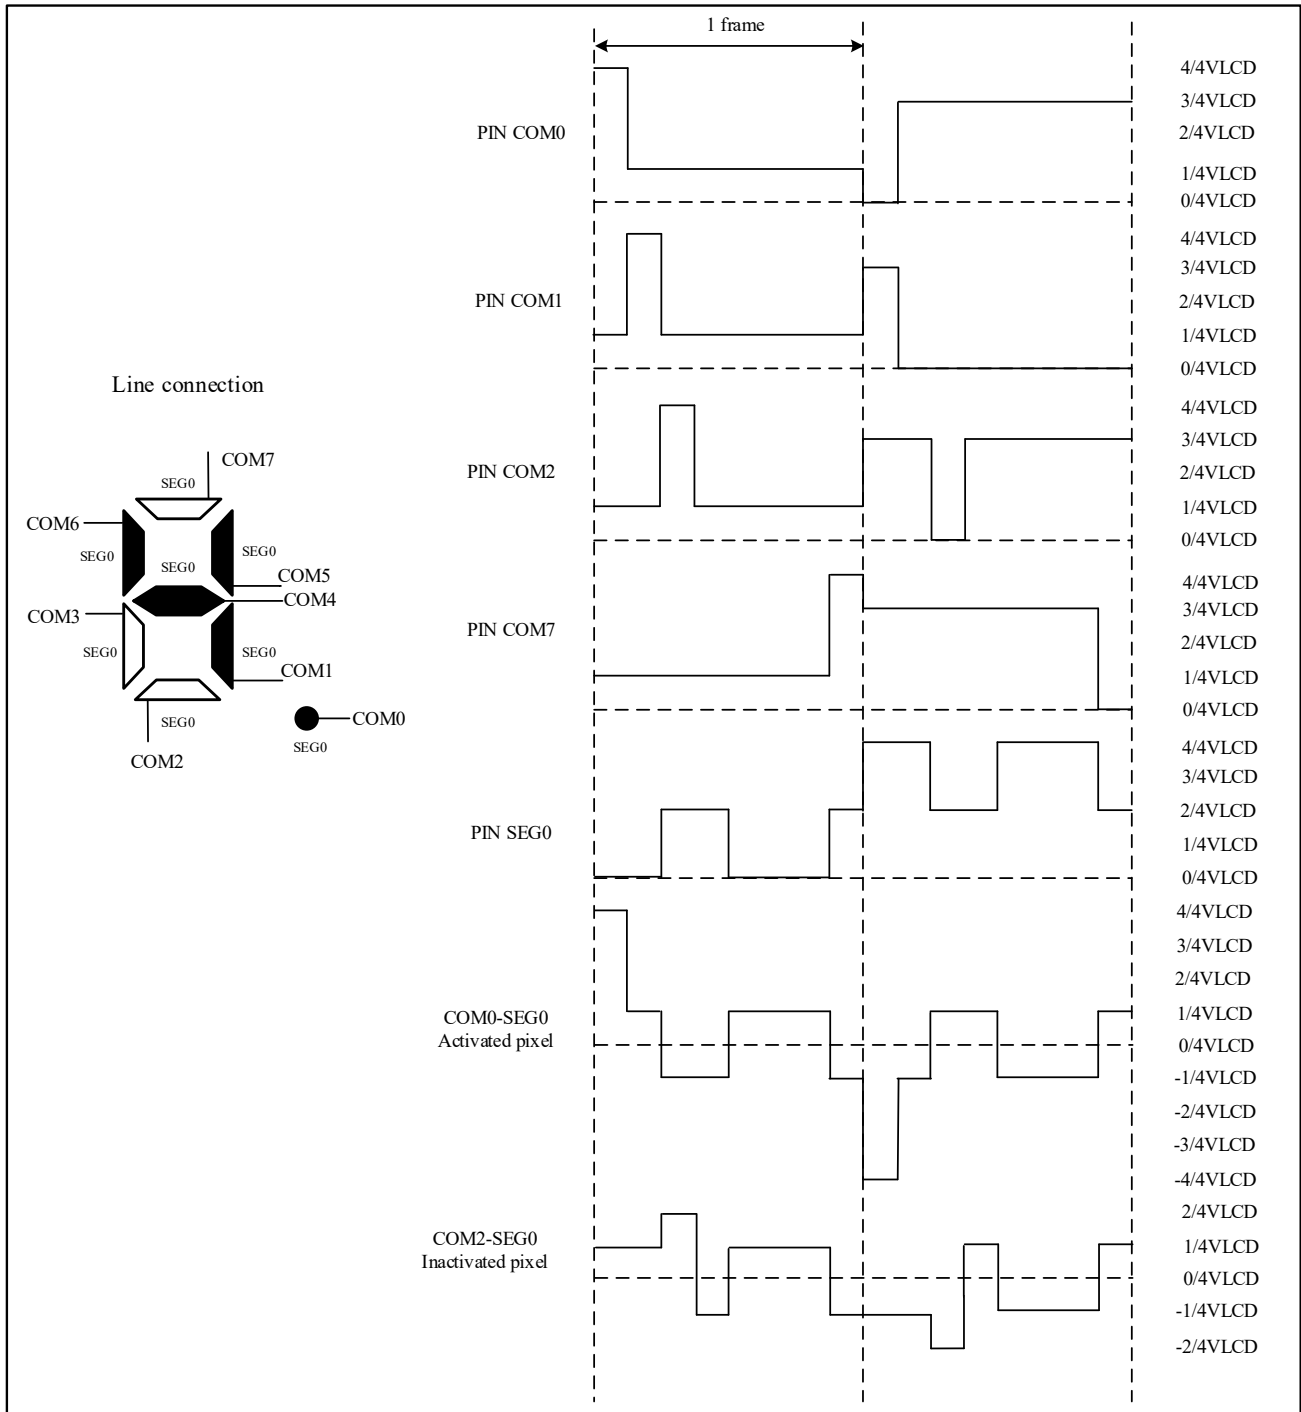 1 frame
4/4VLCD
3/4VLCD
PIN COM0
2/4VLCD
1/4VLCD
0/4VLCD
4/4VLCD
3/4VLCD
PIN COM1
2/4VLCD
1/4VLCD
0/4VLCD
Line connection
4/4VLCD
3/4VLCD
PIN COM2
2/4VLCD
1/4VLCD
0/4VLCD
COM7
SEG0
COM6
SEG0
SEG0
SEG0
COM5
COM4
COM3
SEG0
SEG0
COM1
SEG0
COM0
SEG0
COM2
4/4VLCD
3/4VLCD
PIN COM7
2/4VLCD
1/4VLCD
0/4VLCD
4/4VLCD
3/4VLCD
2/4VLCD
PIN SEG0
1/4VLCD
0/4VLCD
4/4VLCD
3/4VLCD
2/4VLCD
COM0-SEG0
Activated pixel
1/4VLCD
0/4VLCD
-1/4VLCD
-2/4VLCD
-3/4VLCD
-4/4VLCD
2/4VLCD
COM2-SEG0
Inactivated pixel
1/4VLCD
0/4VLCD
-1/4VLCD
-2/4VLCD